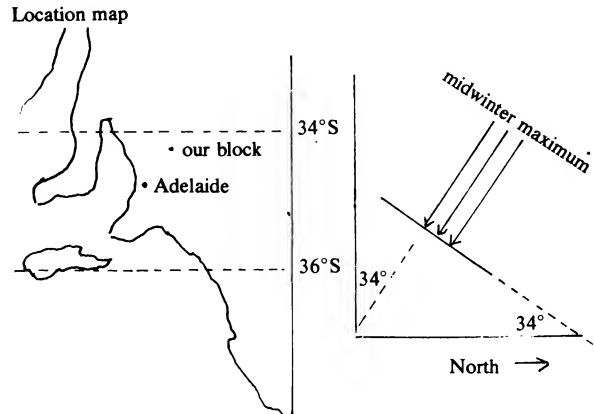 Location map
34°S
• our block
• Adelaide
36°S
midwinter maximum
34°
34°
North →